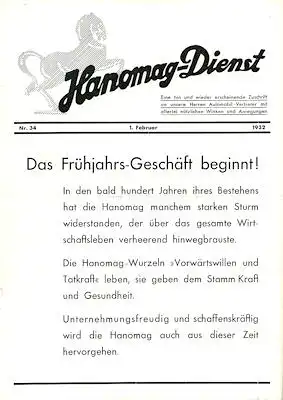 Hanomag-Dienst
Eine hin und wieder erscheinende Zuschrift
an unsere Herren Automobil-Vertreter mit
allerlei nützlichen Winken und Anregungen
Nr. 34 1. Februar 1932
Das Frühjahrs-Geschäft beginnt!
In den bald hundert Jahren ihres Bestehens
hat die Hanomag manchem starken Sturm
widerstanden, der über das gesamte Wirt-
schaftsleben verheerend hinwegbrauste.
Die Hanomag-Wurzeln »Vorwärtswillen und
Tatkraft« leben, sie geben dem Stamm Kraft
und Gesundheit.
Unternehmungsfreudig und schaffenskräftig
wird die Hanomag auch aus dieser Zeit
hervorgehen.